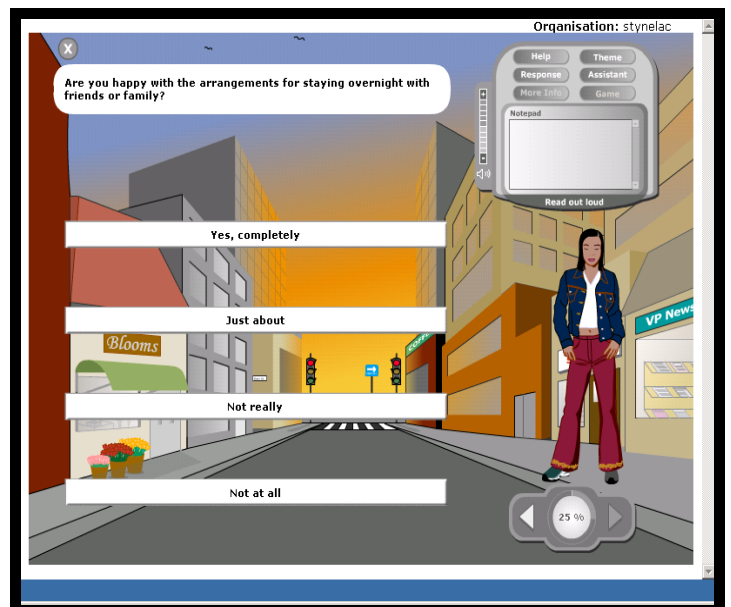 Organisation: stynelac
X
Are you happy with the arrangements for staying overnight with
friends or family?
Help
Theme
Response
Assistant
More Info
Game
Notepad
Read out loud
Yes, completely
Just about
Not really
Not at all
Blooms
VP News
25 %